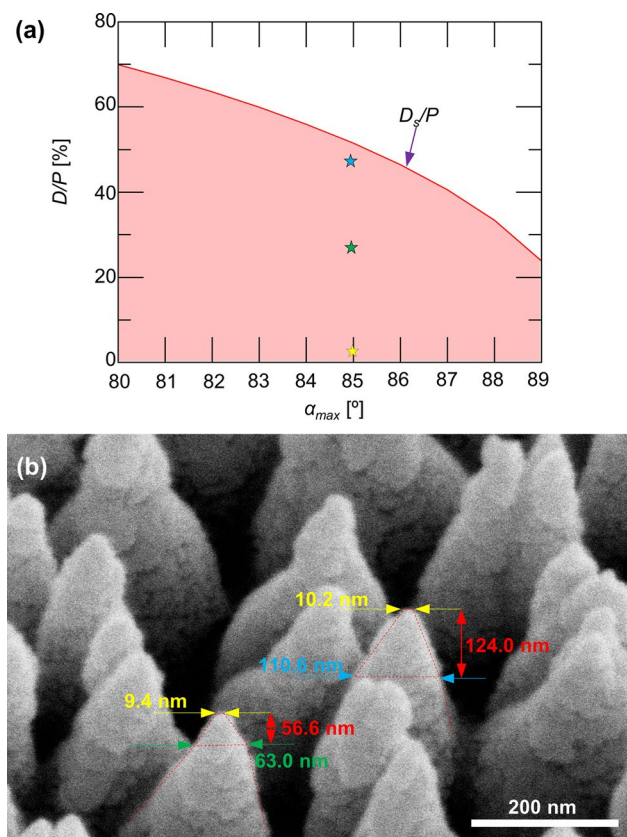 (a)
80
60
40
20
0
D/P [%]
Ds/P
80 81 82 83 84 85 86 87 88 89
αmax [º]
(b)
10.2 nm
124.0 nm
110.6 nm
9.4 nm
56.6 nm
63.0 nm
200 nm